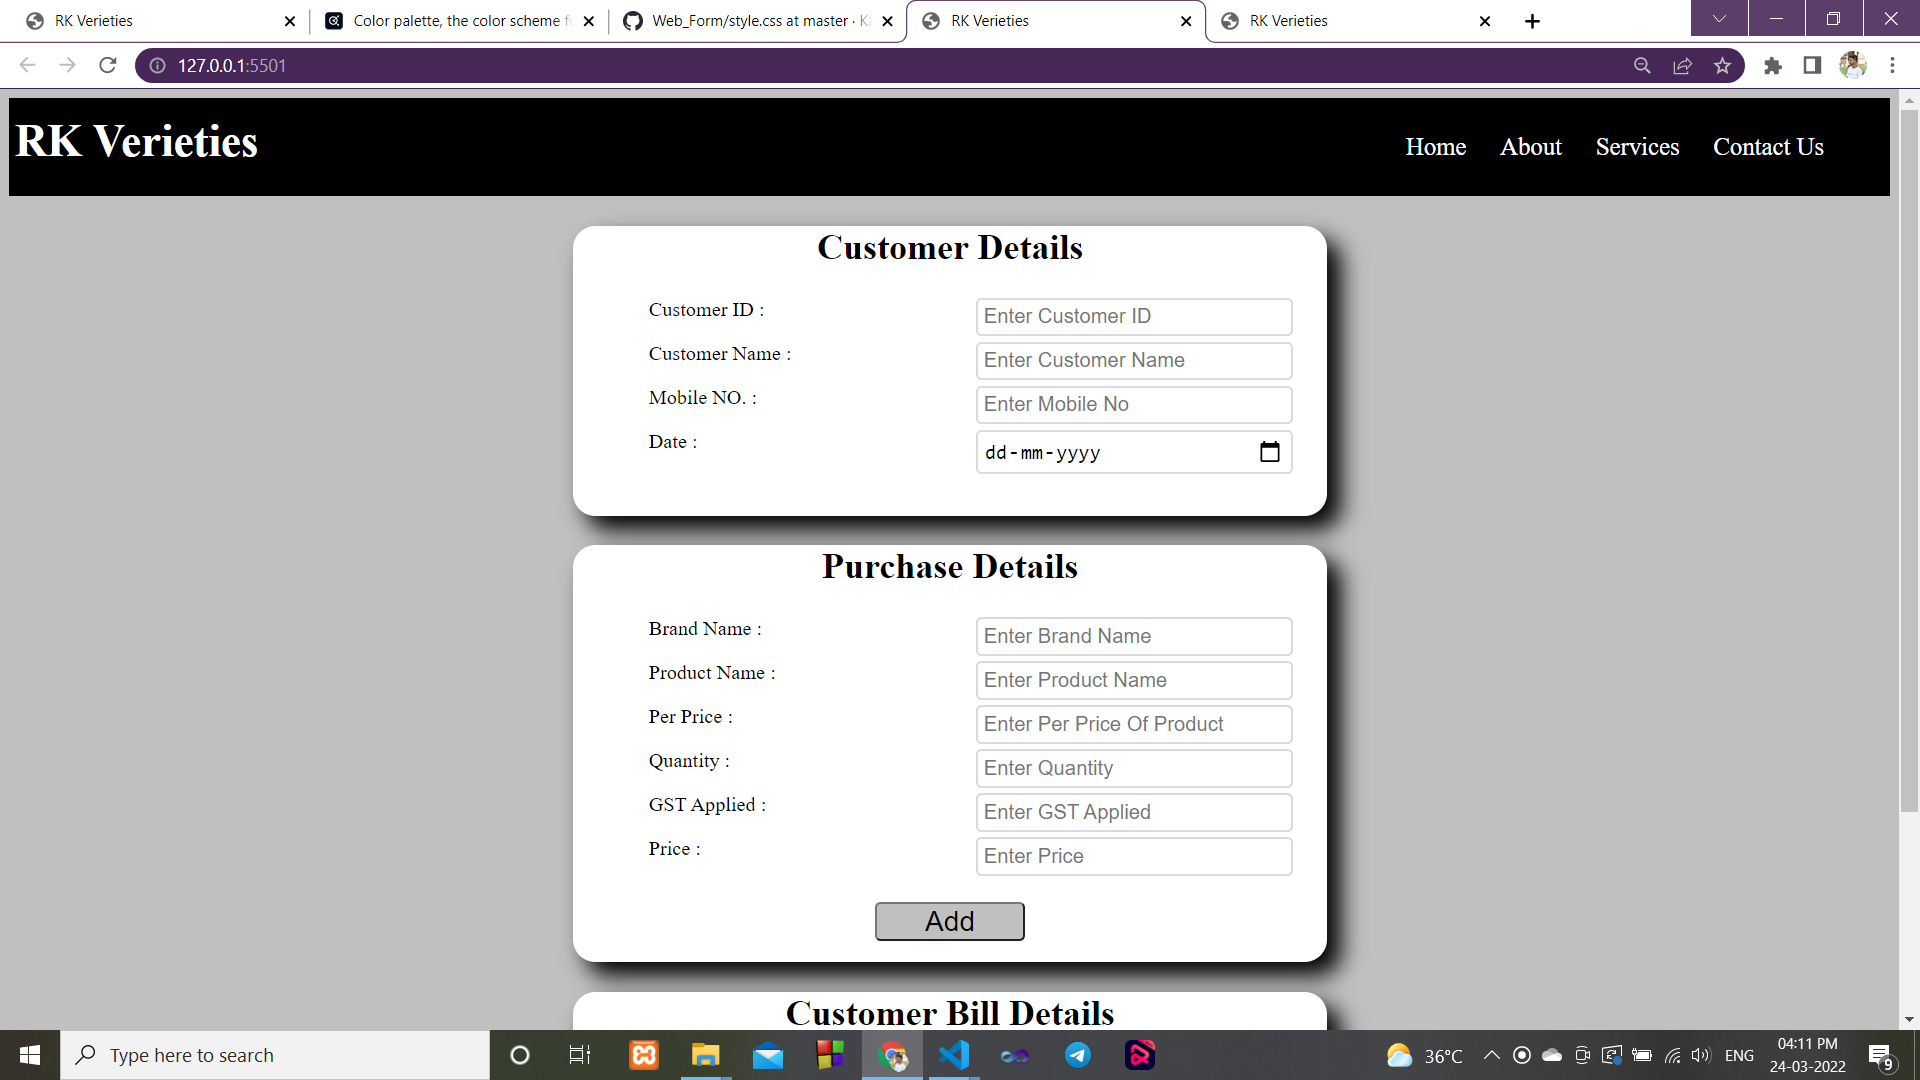 RK Verieties
Color palette, the color scheme f
Web_Form/style.css at master · K
RK Verieties
RK Verieties
127.0.0.1:5501
RK Verieties
Home About Services Contact Us
Customer Details
Customer ID : Enter Customer ID
Customer Name : Enter Customer Name
Mobile NO. : Enter Mobile No
Date : dd-mm-yyyy
Purchase Details
Brand Name : Enter Brand Name
Product Name : Enter Product Name
Per Price : Enter Per Price Of Product
Quantity : Enter Quantity
GST Applied : Enter GST Applied
Price : Enter Price
Add
Customer Bill Details
Type here to search
36°C
ENG
04:11 PM
24-03-2022
9